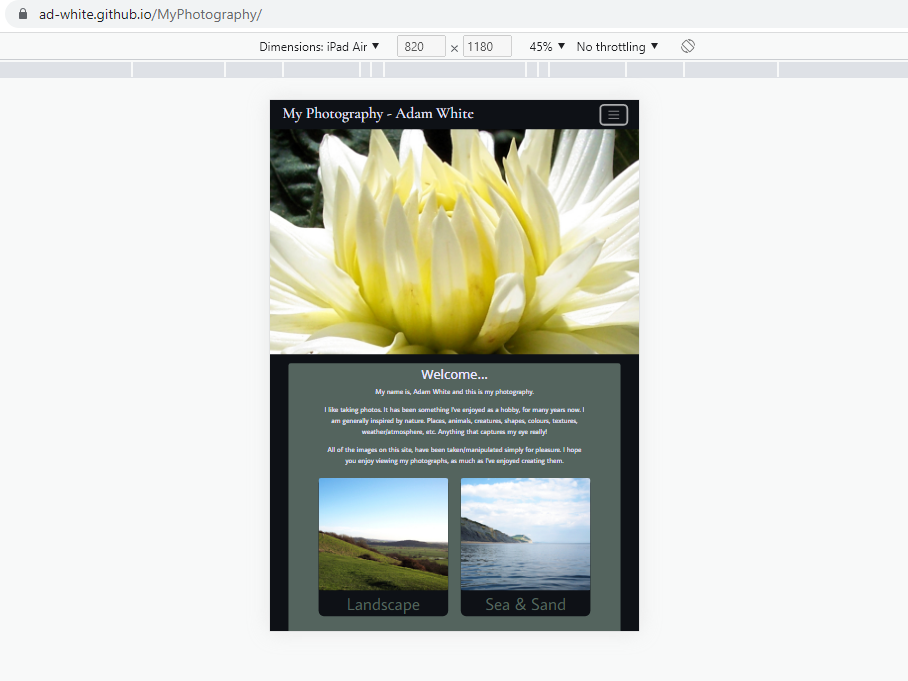 ad-white.github.io/MyPhotography/
Dimensions: iPad Air ▼ 820 × 1180 45% ▼ No throttling ▼
My Photography - Adam White
Welcome...
My name is, Adam White and this is my photography.
I like taking photos. It has been something I've enjoyed as a hobby, for many years now. I
am generally inspired by nature. Places, animals, creatures, shapes, colours, textures,
weather/atmosphere, etc. Anything that captures my eye really!
All of the images on this site, have been taken/manipulated simply for pleasure. I hope
you enjoy viewing my photographs, as much as I've enjoyed creating them.
Landscape
Sea & Sand